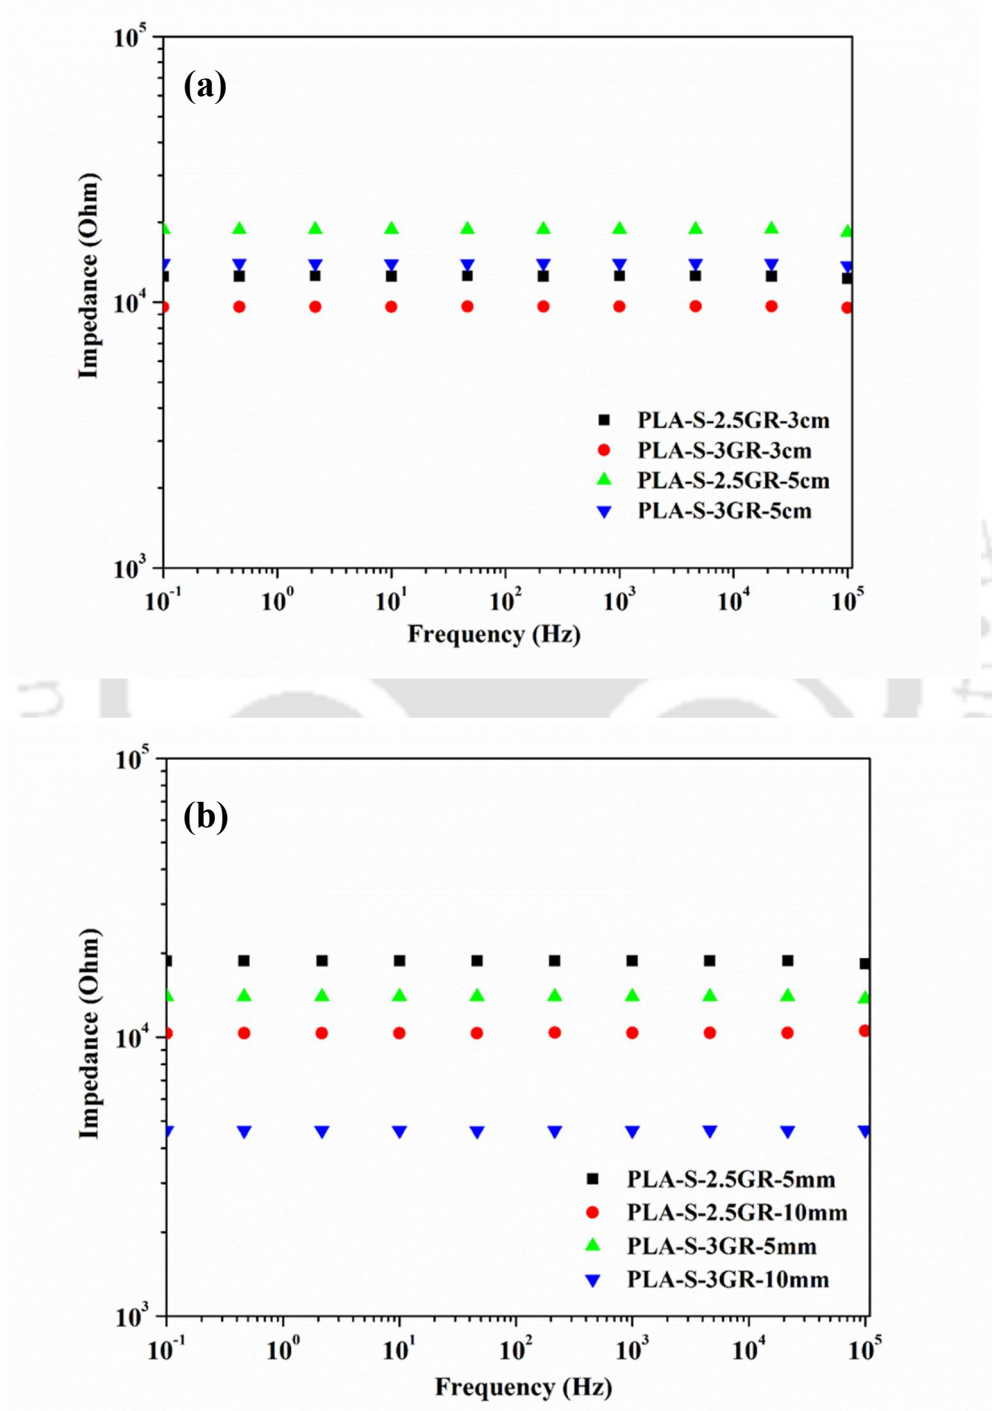 (a)
10^5
10^4
10^3
Impedance (Ohm)
PLA-S-2.5GR-3cm
PLA-S-3GR-3cm
PLA-S-2.5GR-5cm
PLA-S-3GR-5cm
10^-1 10^0 10^1 10^2 10^3 10^4 10^5
Frequency (Hz)
(b)
10^5
10^4
10^3
Impedance (Ohm)
PLA-S-2.5GR-5mm
PLA-S-2.5GR-10mm
PLA-S-3GR-5mm
PLA-S-3GR-10mm
10^-1 10^0 10^1 10^2 10^3 10^4 10^5
Frequency (Hz)